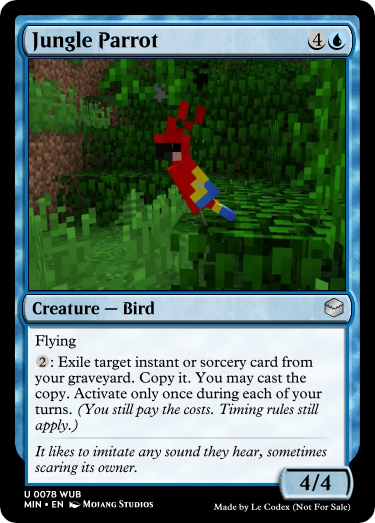 Jungle Parrot 4
Creature — Bird
Flying
2: Exile target instant or sorcery card from
your graveyard. Copy it. You may cast the
copy. Activate only once during each of your
turns. (You still pay the costs. Timing rules still
apply.)
It likes to imitate any sound they hear, sometimes
scaring its owner.
4/4
U 0078 WUB
MIN • EN Mojang Studios
Made by Le Codex (Not For Sale)